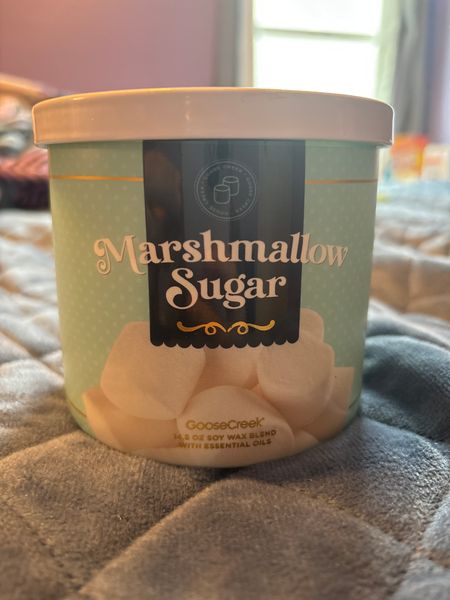 Marshmallow
Sugar
GooseCreek
14.5 OZ SOY WAX BLEND
WITH ESSENTIAL OILS